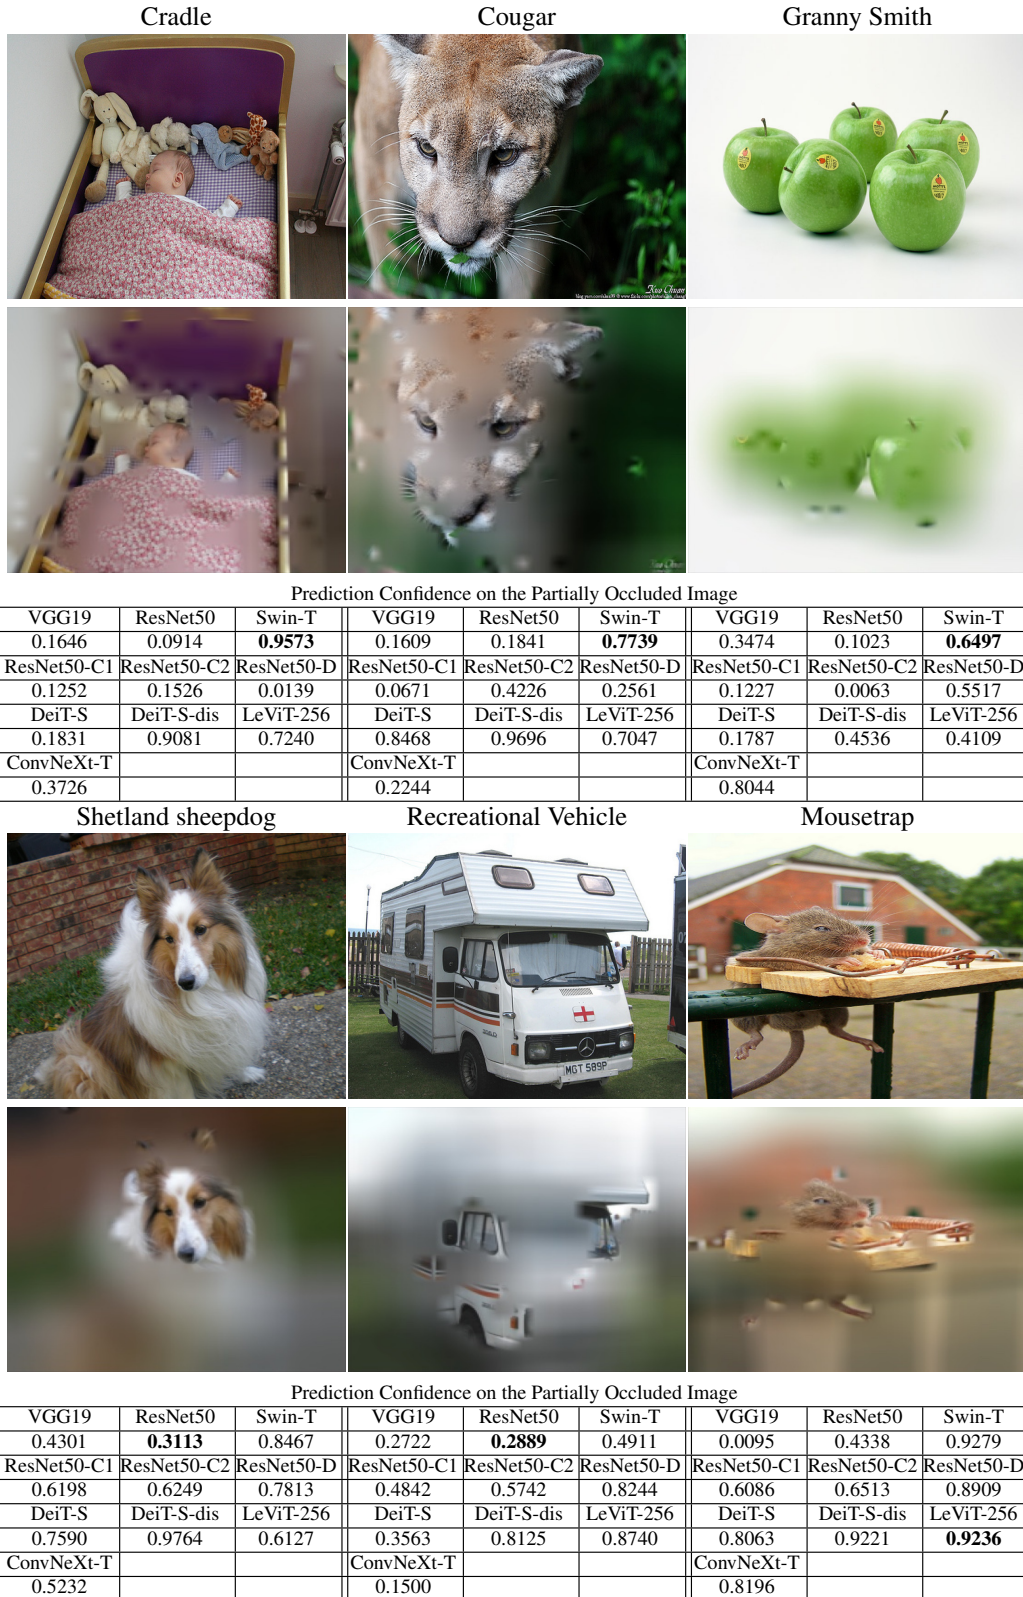 Cradle Cougar Granny Smith
Kuo Chuan
Prediction Confidence on the Partially Occluded Image
VGG19 ResNet50 Swin-T VGG19 ResNet50 Swin-T VGG19 ResNet50 Swin-T
0.1646 0.0914 0.9573 0.1609 0.1841 0.7739 0.3474 0.1023 0.6497
ResNet50-C1 ResNet50-C2 ResNet50-D ResNet50-C1 ResNet50-C2 ResNet50-D ResNet50-C1 ResNet50-C2 ResNet50-D
0.1252 0.1526 0.0139 0.0671 0.4226 0.2561 0.1227 0.0063 0.5517
DeiT-S DeiT-S-dis LeViT-256 DeiT-S DeiT-S-dis LeViT-256 DeiT-S DeiT-S-dis LeViT-256
0.1831 0.9081 0.7240 0.8468 0.9696 0.7047 0.1787 0.4536 0.4109
ConvNeXt-T ConvNeXt-T ConvNeXt-T
0.3726 0.2244 0.8044
Shetland sheepdog Recreational Vehicle Mousetrap
MGT 589P
Prediction Confidence on the Partially Occluded Image
VGG19 ResNet50 Swin-T VGG19 ResNet50 Swin-T VGG19 ResNet50 Swin-T
0.4301 0.3113 0.8467 0.2722 0.2889 0.4911 0.0095 0.4338 0.9279
ResNet50-C1 ResNet50-C2 ResNet50-D ResNet50-C1 ResNet50-C2 ResNet50-D ResNet50-C1 ResNet50-C2 ResNet50-D
0.6198 0.6249 0.7813 0.4842 0.5742 0.8244 0.6086 0.6513 0.8909
DeiT-S DeiT-S-dis LeViT-256 DeiT-S DeiT-S-dis LeViT-256 DeiT-S DeiT-S-dis LeViT-256
0.7590 0.9764 0.6127 0.3563 0.8125 0.8740 0.8063 0.9221 0.9236
ConvNeXt-T ConvNeXt-T ConvNeXt-T
0.5232 0.1500 0.8196